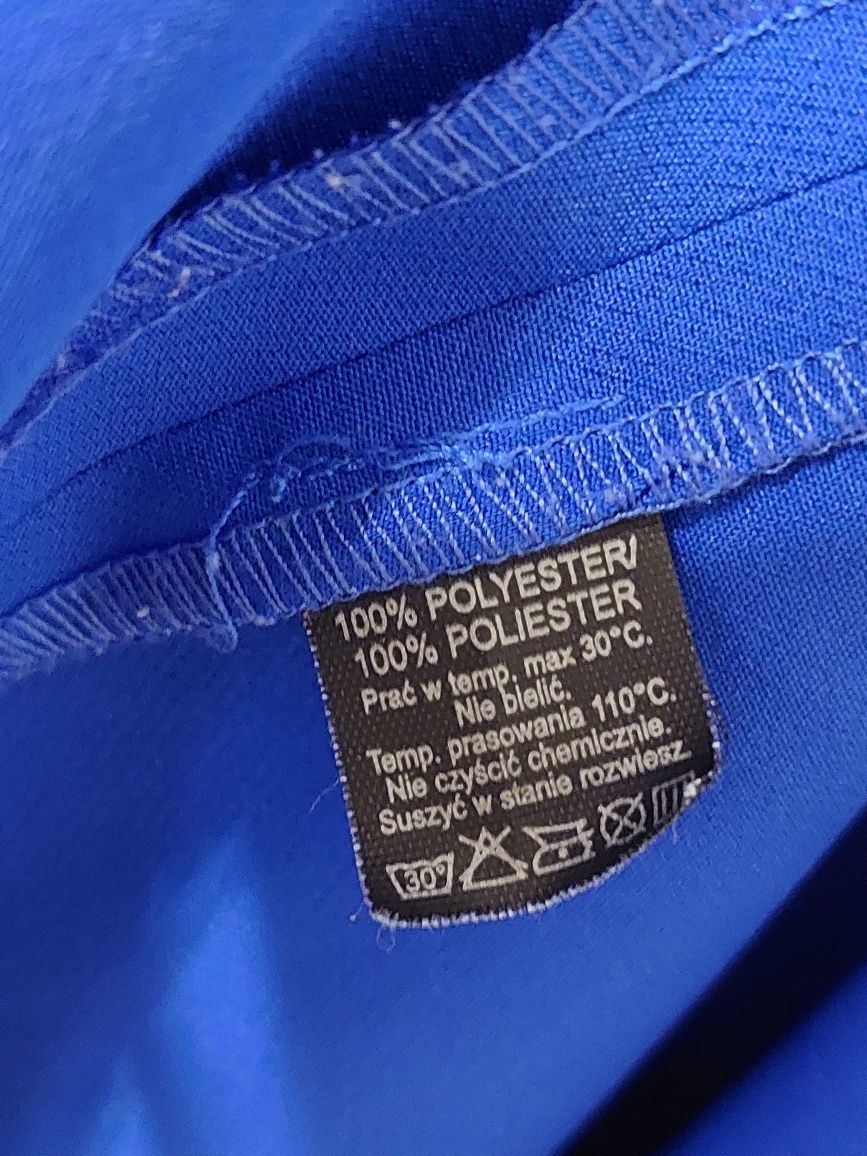 100% POLYESTER/
100% POLIESTER
Prać w temp. max 30°C.
Nie bielić.
Temp. prasowania 110°C.
Nie czyścić chemicznie.
Suszyć w stanie rozwiesz
30°